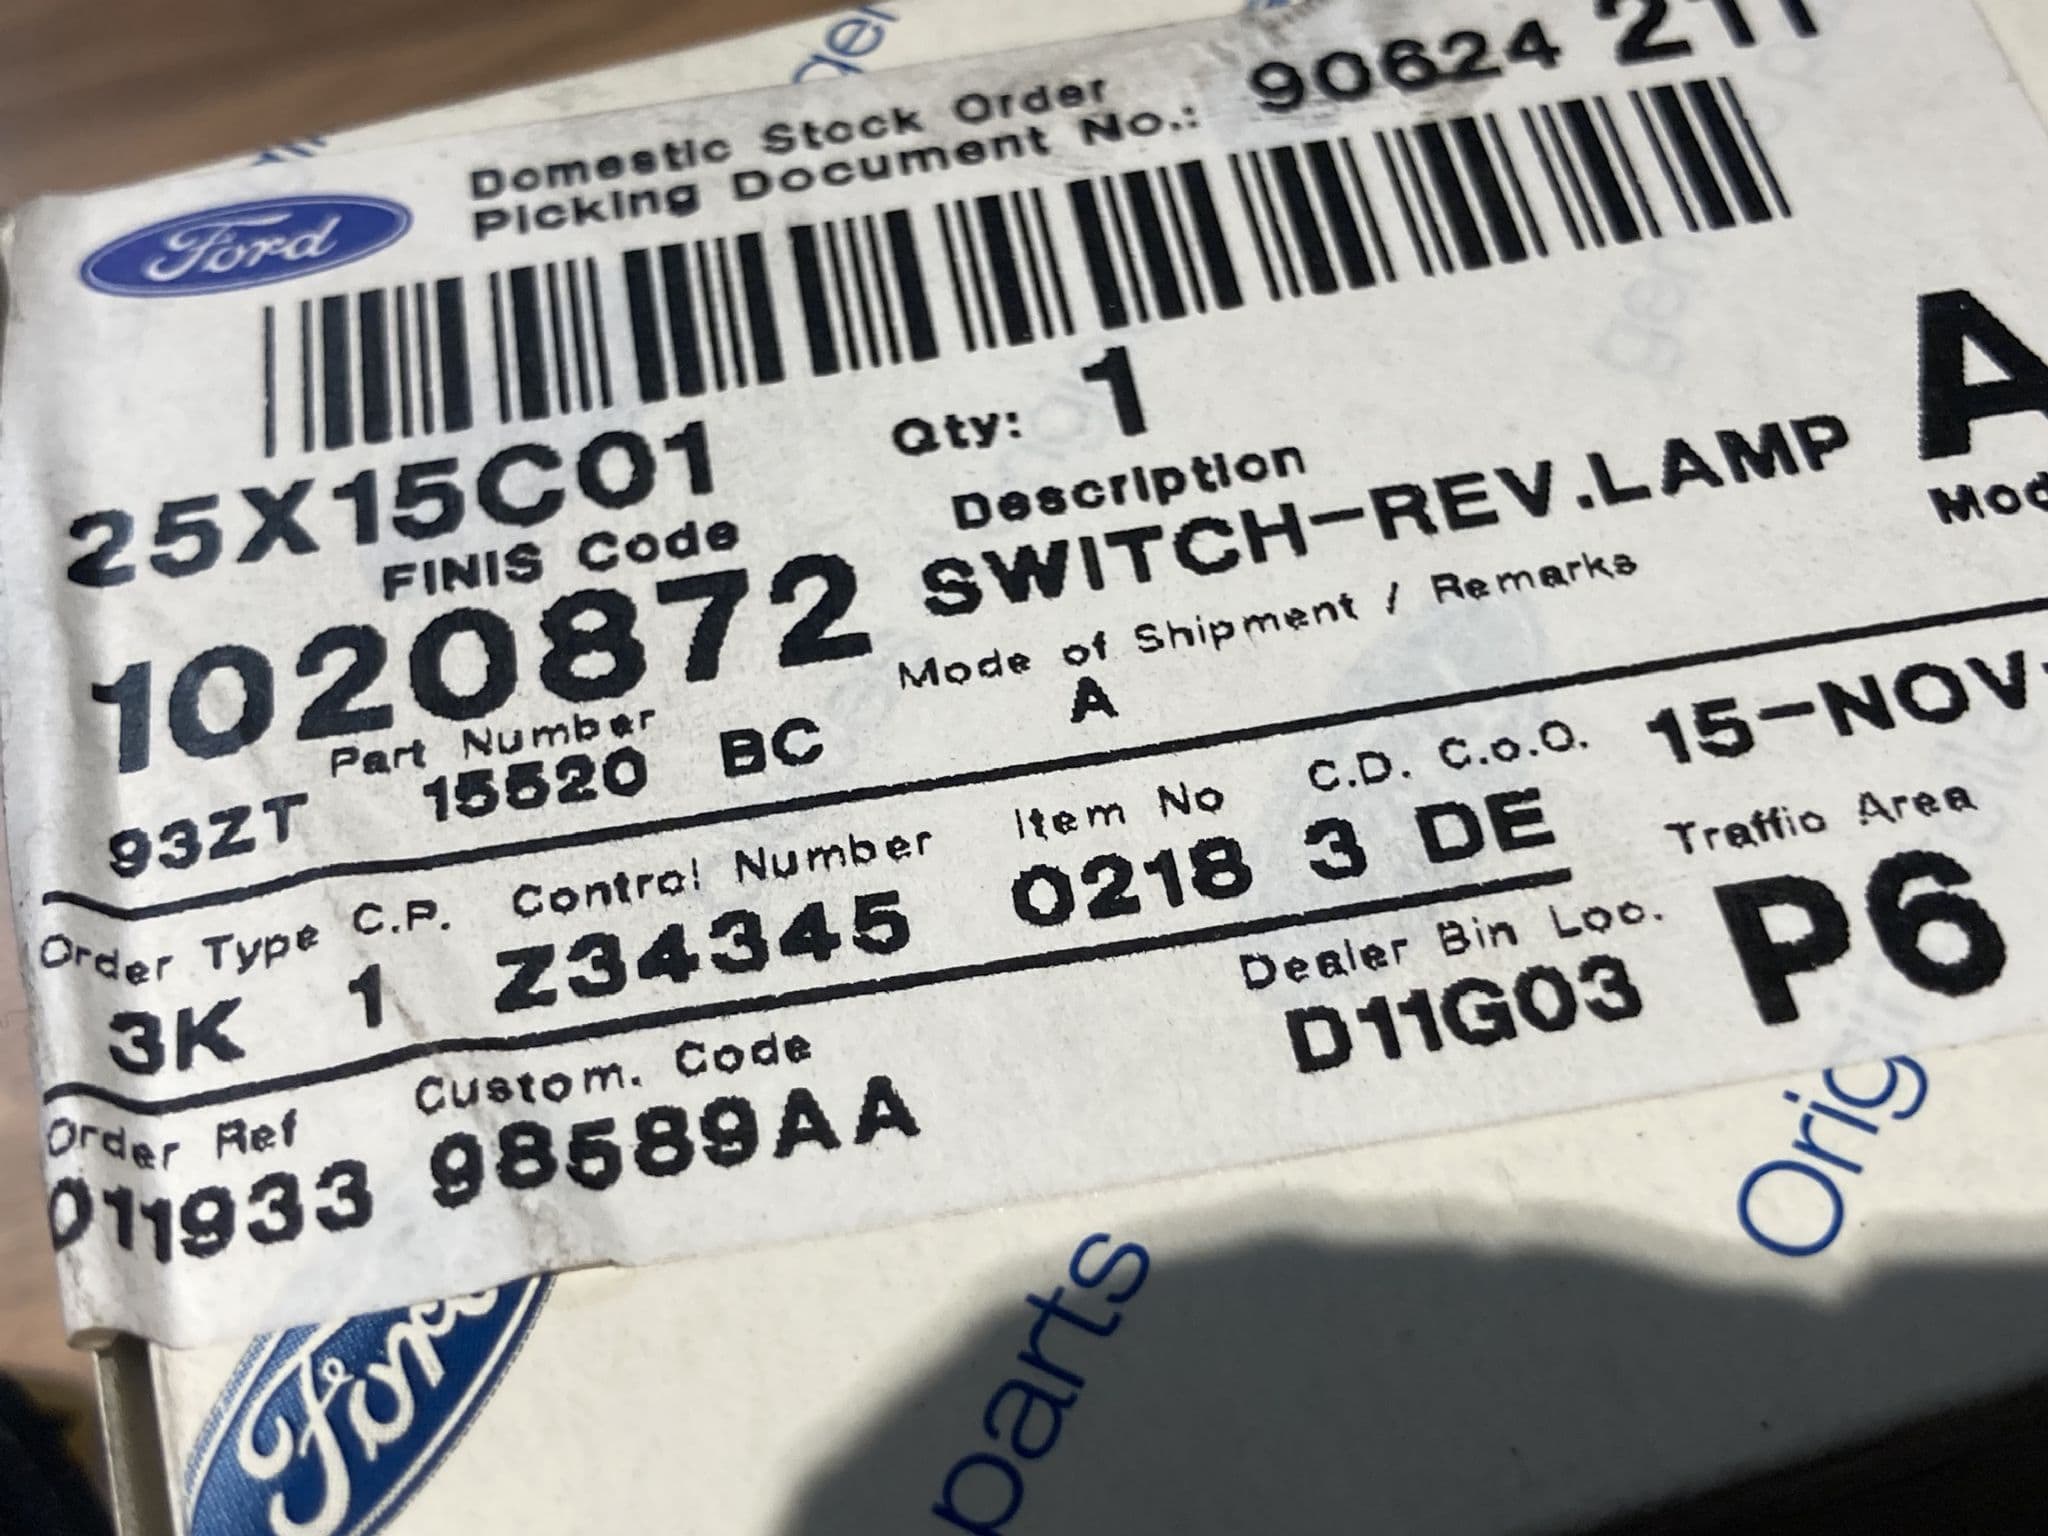 Domestic Stock Order
Picking Document No.: 90624 211
Ford
25X15C01 Qty: 1
FINIS Code Description
1020872 SWITCH-REV.LAMP A
Part Number Mode of Shipment / Remarks
93ZT 15520 BC A
Order Type C.P. Control Number Item No C.D. C.o.O. 15-NOV-
3K 1 Z34345 0218 3 DE Traffic Area
Order Ref Custom. Code Dealer Bin Loc. P6
011933 98589AA D11G03
Ford
parts